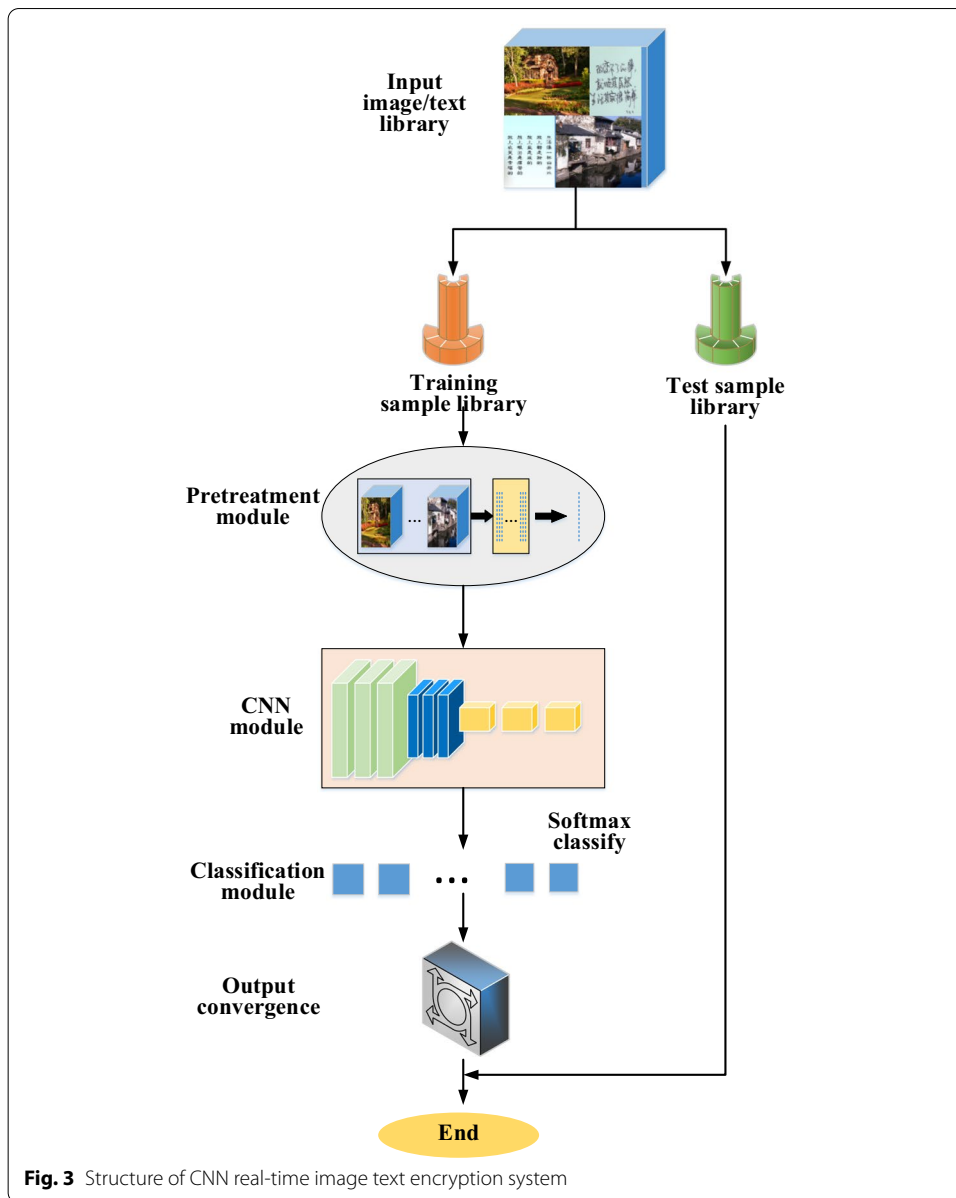 Input
image/text
library
Training
sample library
Test sample
library
Pretreatment
module
...
...
CNN
module
Softmax
classify
Classification
module
...
Output
convergence
End
Fig. 3 Structure of CNN real-time image text encryption system